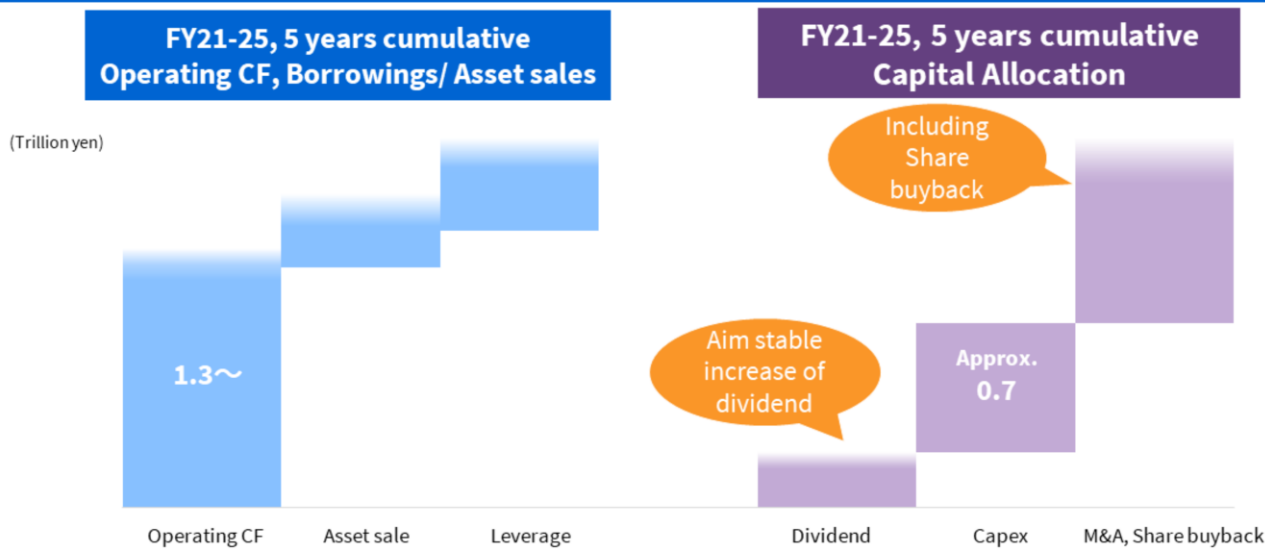 FY21-25, 5 years cumulative
Operating CF, Borrowings/ Asset sales
FY21-25, 5 years cumulative
Capital Allocation
(Trillion yen)
Including
Share
buyback
Aim stable
increase of
dividend
1.3～
Approx.
0.7
Operating CF
Asset sale
Leverage
Dividend
Capex
M&A, Share buyback